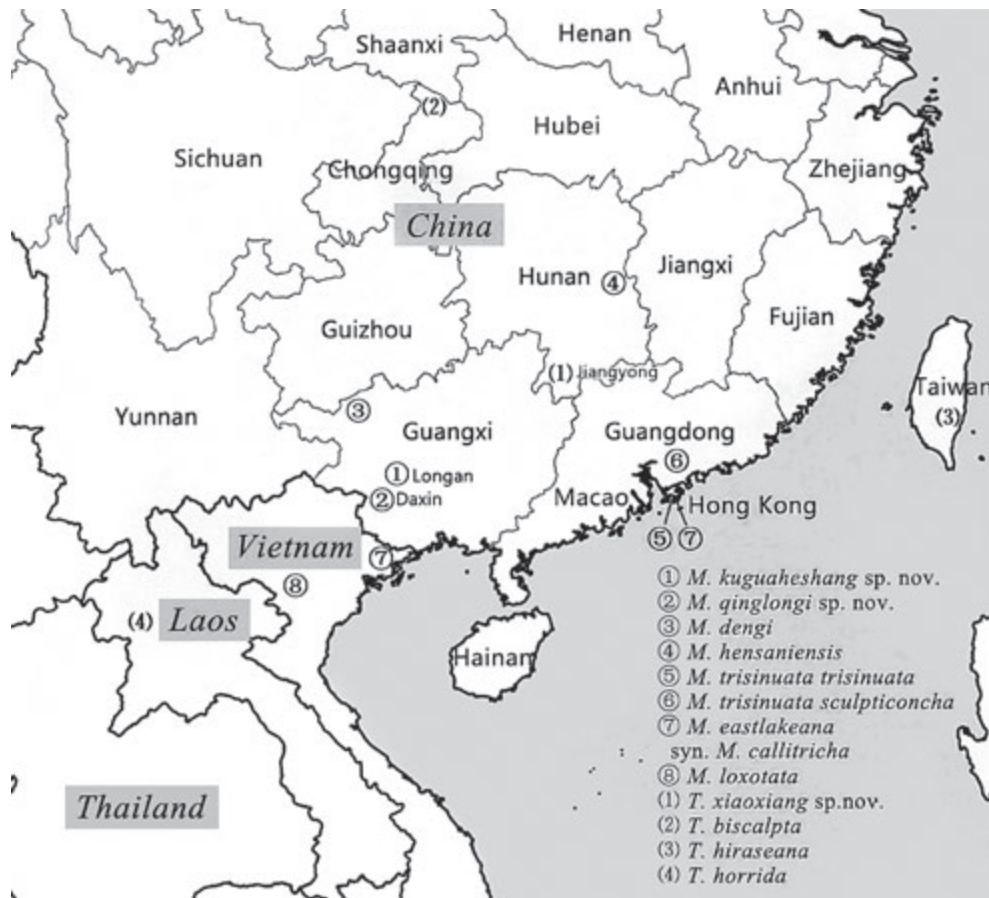 Shaanxi
Henan
Anhui
(2)
Hubei
Sichuan
Chongqing
Zhejiang
China
Hunan ④
Jiangxi
Guizhou
Fujian
(1) Jiangyong
Taiwan
(3)
③
Yunnan
Guangxi
Guangdong
⑥
① Longan
② Daxin
Macao
Hong Kong
⑤ ⑦
Vietnam ⑦
⑧
(4) Laos
Hainan
Thailand
① M. kuguaheshang sp. nov.
② M. qinglongi sp. nov.
③ M. dengi
④ M. hensaniensis
⑤ M. trisinuata trisinuata
⑥ M. trisinuata sculpticoncha
⑦ M. eastlakeana
syn. M. callitricha
⑧ M. loxotata
(1) T. xiaoxiang sp.nov.
(2) T. biscalpta
(3) T. hiraseana
(4) T. horrida